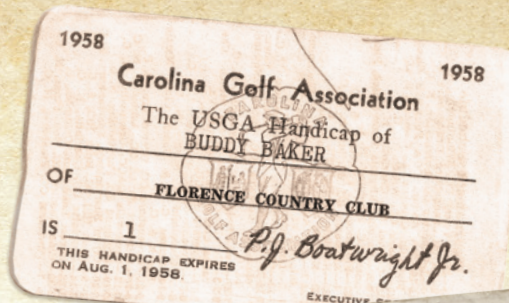 1958 1958
Carolina Golf Association
The USGA Handicap of
BUDDY BAKER
OF FLORENCE COUNTRY CLUB
IS 1
THIS HANDICAP EXPIRES
ON AUG. 1, 1958.
P.J. Boatwright Jr.
EXECUTIVE